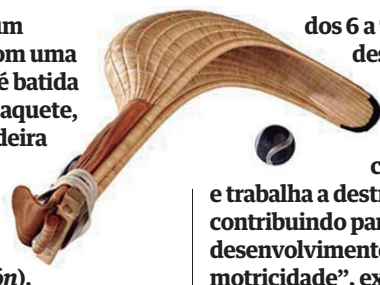 um
om uma
é batida
aquete,
deira
ón),
dos 6 a
des
c
e trabalha a destr
contribuindo par
desenvolvimento
motricidade”, ex